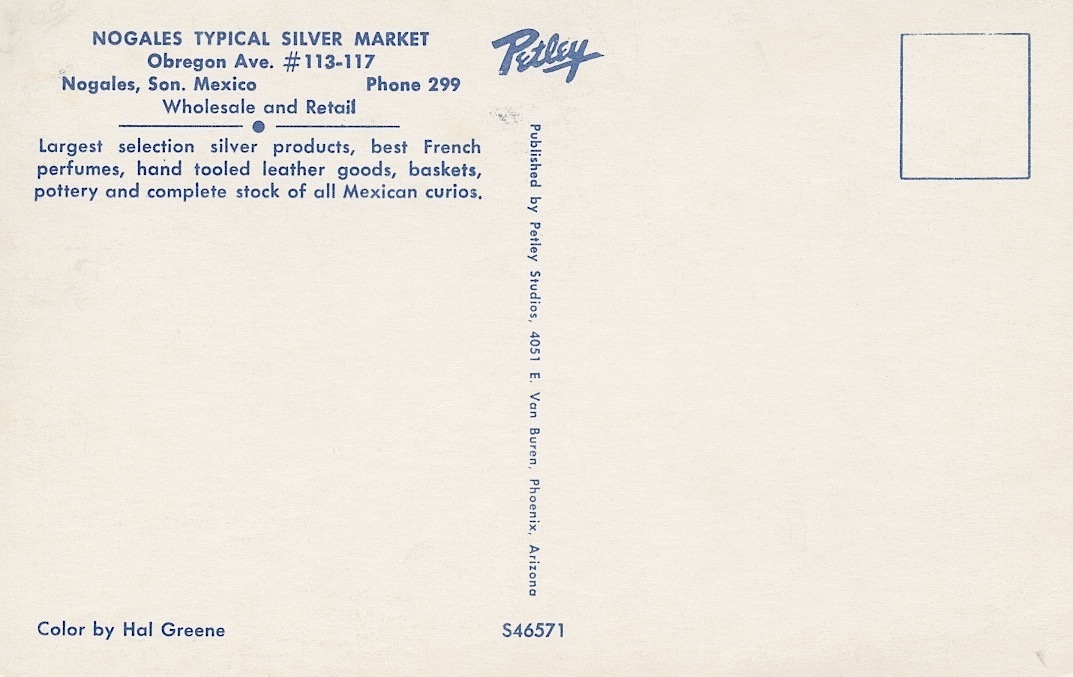 NOGALES TYPICAL SILVER MARKET
Obregon Ave. #113-117
Nogales, Son. Mexico Phone 299
Wholesale and Retail
Largest selection silver products, best French
perfumes, hand tooled leather goods, baskets,
pottery and complete stock of all Mexican curios.
Petley
Published by Petley Studios, 4051 E. Van Buren, Phoenix, Arizona
Color by Hal Greene
S46571